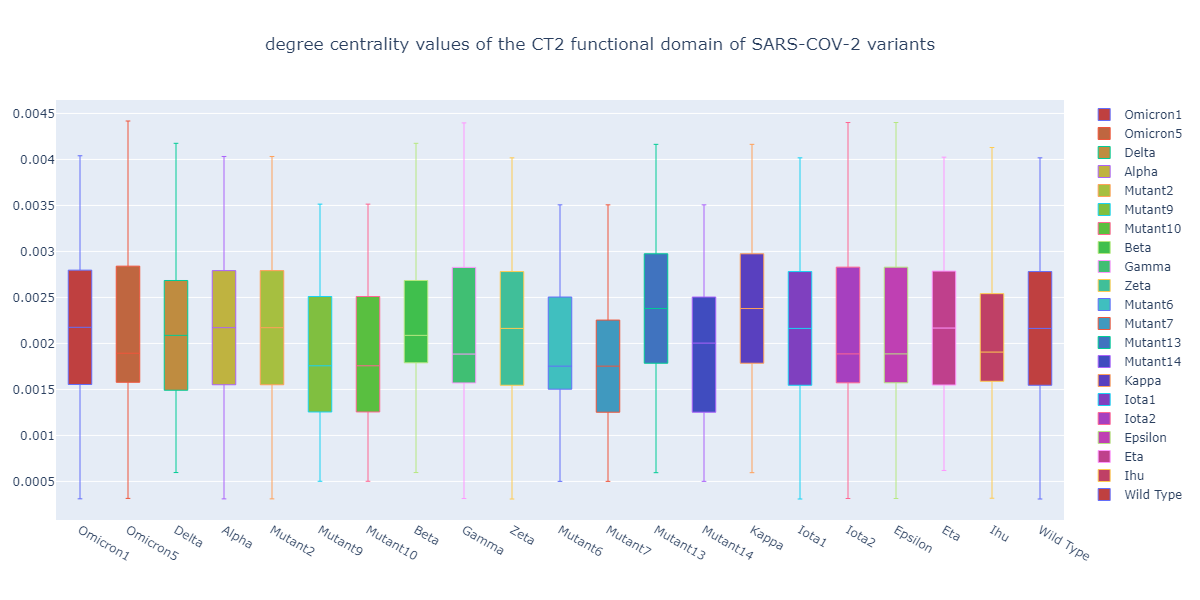 degree centrality values of the CT2 functional domain of SARS-COV-2 variants
0.0045
0.004
0.0035
0.003
0.0025
0.002
0.0015
0.001
0.0005
Omicron1
Omicron5
Delta
Alpha
Mutant2
Mutant9
Mutant10
Beta
Gamma
Zeta
Mutant6
Mutant7
Mutant13
Mutant14
Kappa
Iota1
Iota2
Epsilon
Eta
Ihu
Wild Type
Omicron1
Omicron5
Delta
Alpha
Mutant2
Mutant9
Mutant10
Beta
Gamma
Zeta
Mutant6
Mutant7
Mutant13
Mutant14
Kappa
Iota1
Iota2
Epsilon
Eta
Ihu
Wild Type